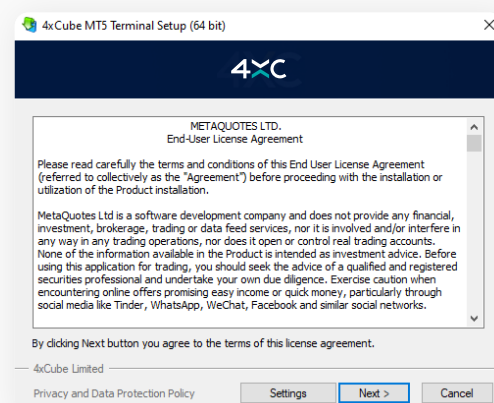 4xCube MT5 Terminal Setup (64 bit)
4XC
METAQUOTES LTD.
End-User License Agreement
Please read carefully the terms and conditions of this End User License Agreement
(referred to collectively as the "Agreement") before proceeding with the installation or
utilization of the Product installation.
MetaQuotes Ltd is a software development company and does not provide any financial,
investment, brokerage, trading or data feed services, nor it is involved and/or interfere in
any way in any trading operations, nor does it open or control real trading accounts.
None of the information available in the Product is intended as investment advice. Before
using this application for trading, you should seek the advice of a qualified and registered
securities professional and undertake your own due diligence. Exercise caution when
encountering online offers promising easy income or quick money, particularly through
social media like Tinder, WhatsApp, WeChat, Facebook and similar social networks.
By clicking Next button you agree to the terms of this license agreement.
4xCube Limited
Privacy and Data Protection Policy
Settings
Next >
Cancel